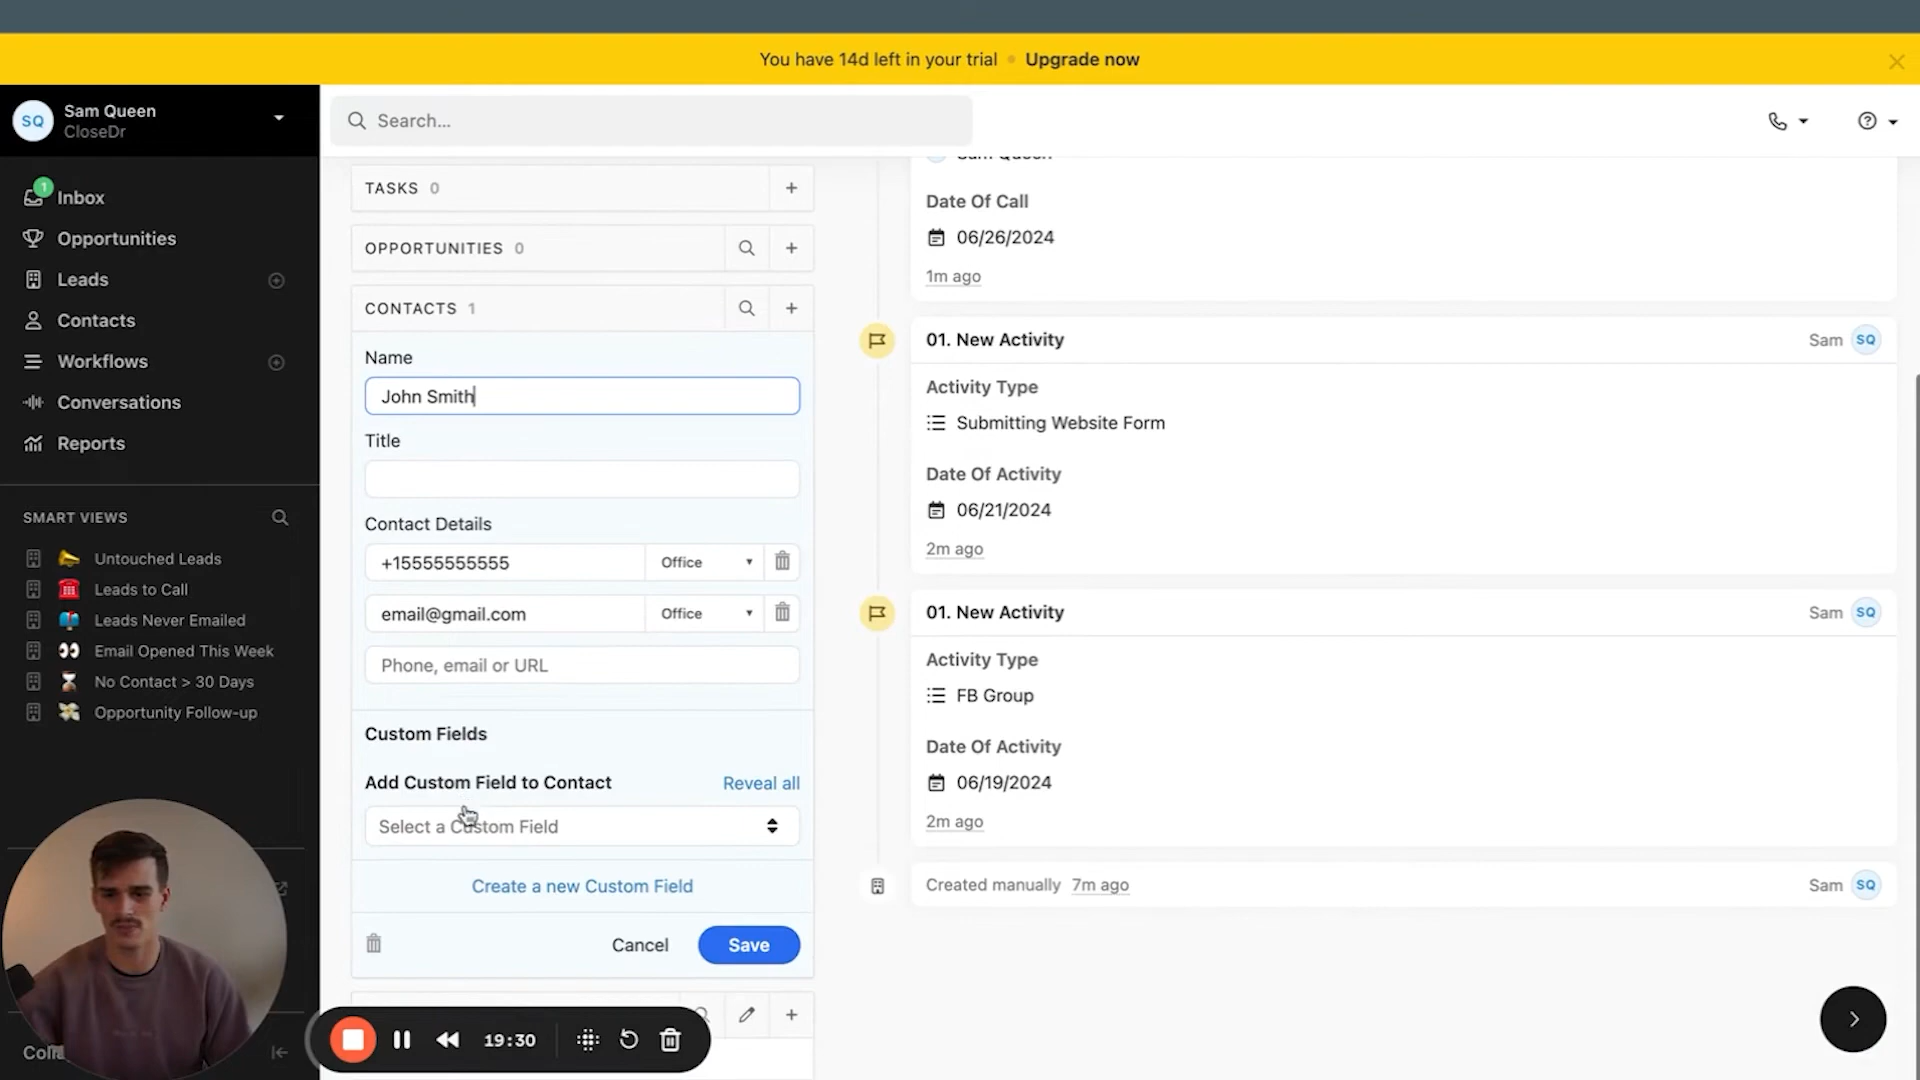 You have 14d left in your trial • Upgrade now
SQ
Sam Queen
CloseDr
Search...
1
Inbox
Opportunities
Leads
Contacts
Workflows
Conversations
Reports
SMART VIEWS
Untouched Leads
Leads to Call
Leads Never Emailed
Email Opened This Week
No Contact > 30 Days
Opportunity Follow-up
TASKS 0
OPPORTUNITIES 0
CONTACTS 1
Name
John Smith
Title
Contact Details
+15555555555 Office
email@gmail.com Office
Phone, email or URL
Custom Fields
Add Custom Field to Contact Reveal all
Select a Custom Field
Create a new Custom Field
Cancel Save
19:30
Sam Queen
Date Of Call
06/26/2024
1m ago
01. New Activity Sam SQ
Activity Type
Submitting Website Form
Date Of Activity
06/21/2024
2m ago
01. New Activity Sam SQ
Activity Type
FB Group
Date Of Activity
06/19/2024
2m ago
Created manually 7m ago Sam SQ